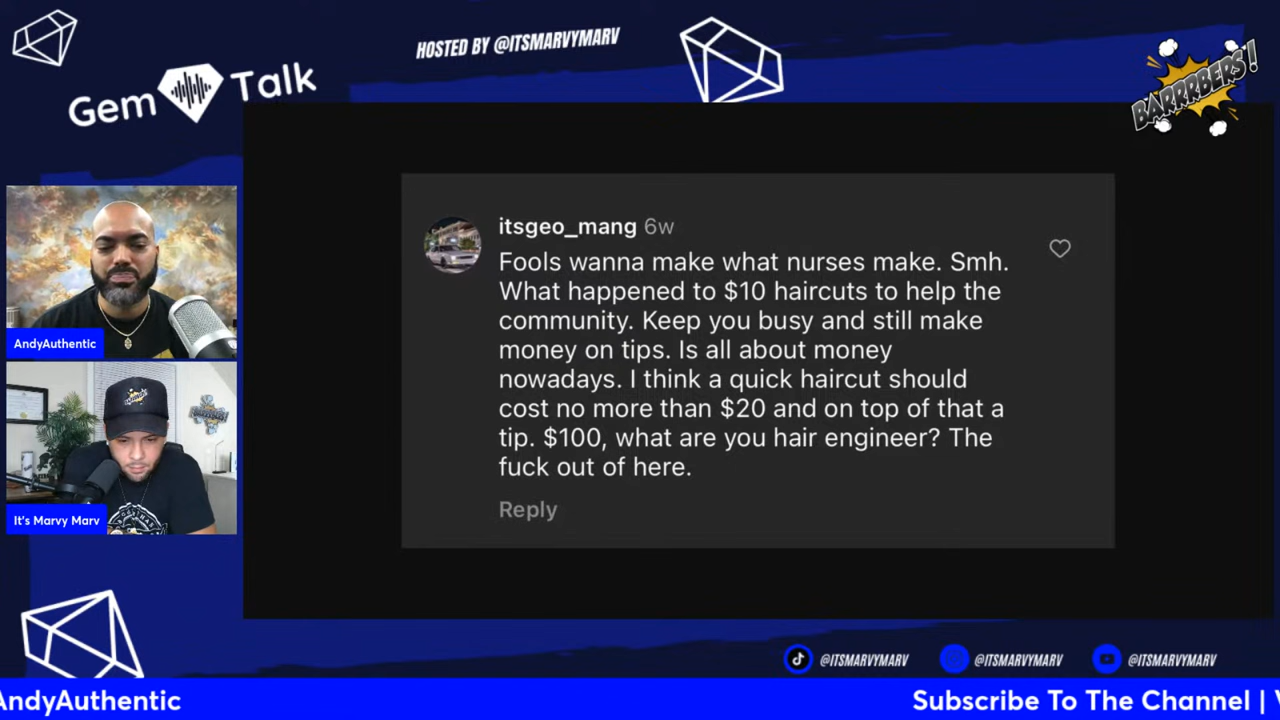 HOSTED BY @ITSMARVYMARV
Gem Talk
BARRRBERS!
itsgeo_mang 6w
Fools wanna make what nurses make. Smh.
What happened to $10 haircuts to help the
community. Keep you busy and still make
money on tips. Is all about money
nowadays. I think a quick haircut should
cost no more than $20 and on top of that a
tip. $100, what are you hair engineer? The
fuck out of here.
Reply
AndyAuthentic
It's Marvy Marv
@ITSMARVYMARV
@ITSMARVYMARV
@ITSMARVYMARV
AndyAuthentic
Subscribe To The Channel |